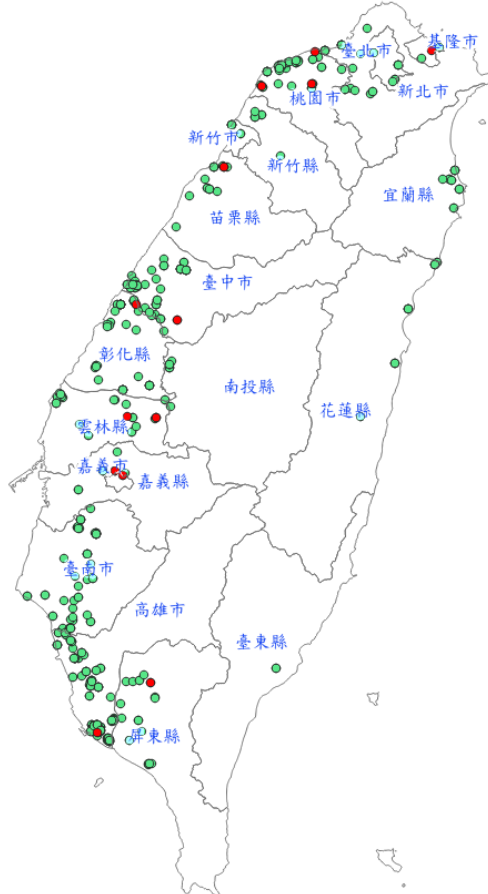 基隆市
臺北市
新北市
桃園市
新竹市
新竹縣
宜蘭縣
苗栗縣
臺中市
彰化縣
南投縣
花蓮縣
雲林縣
嘉義市
嘉義縣
臺南市
高雄市
臺東縣
屏東縣